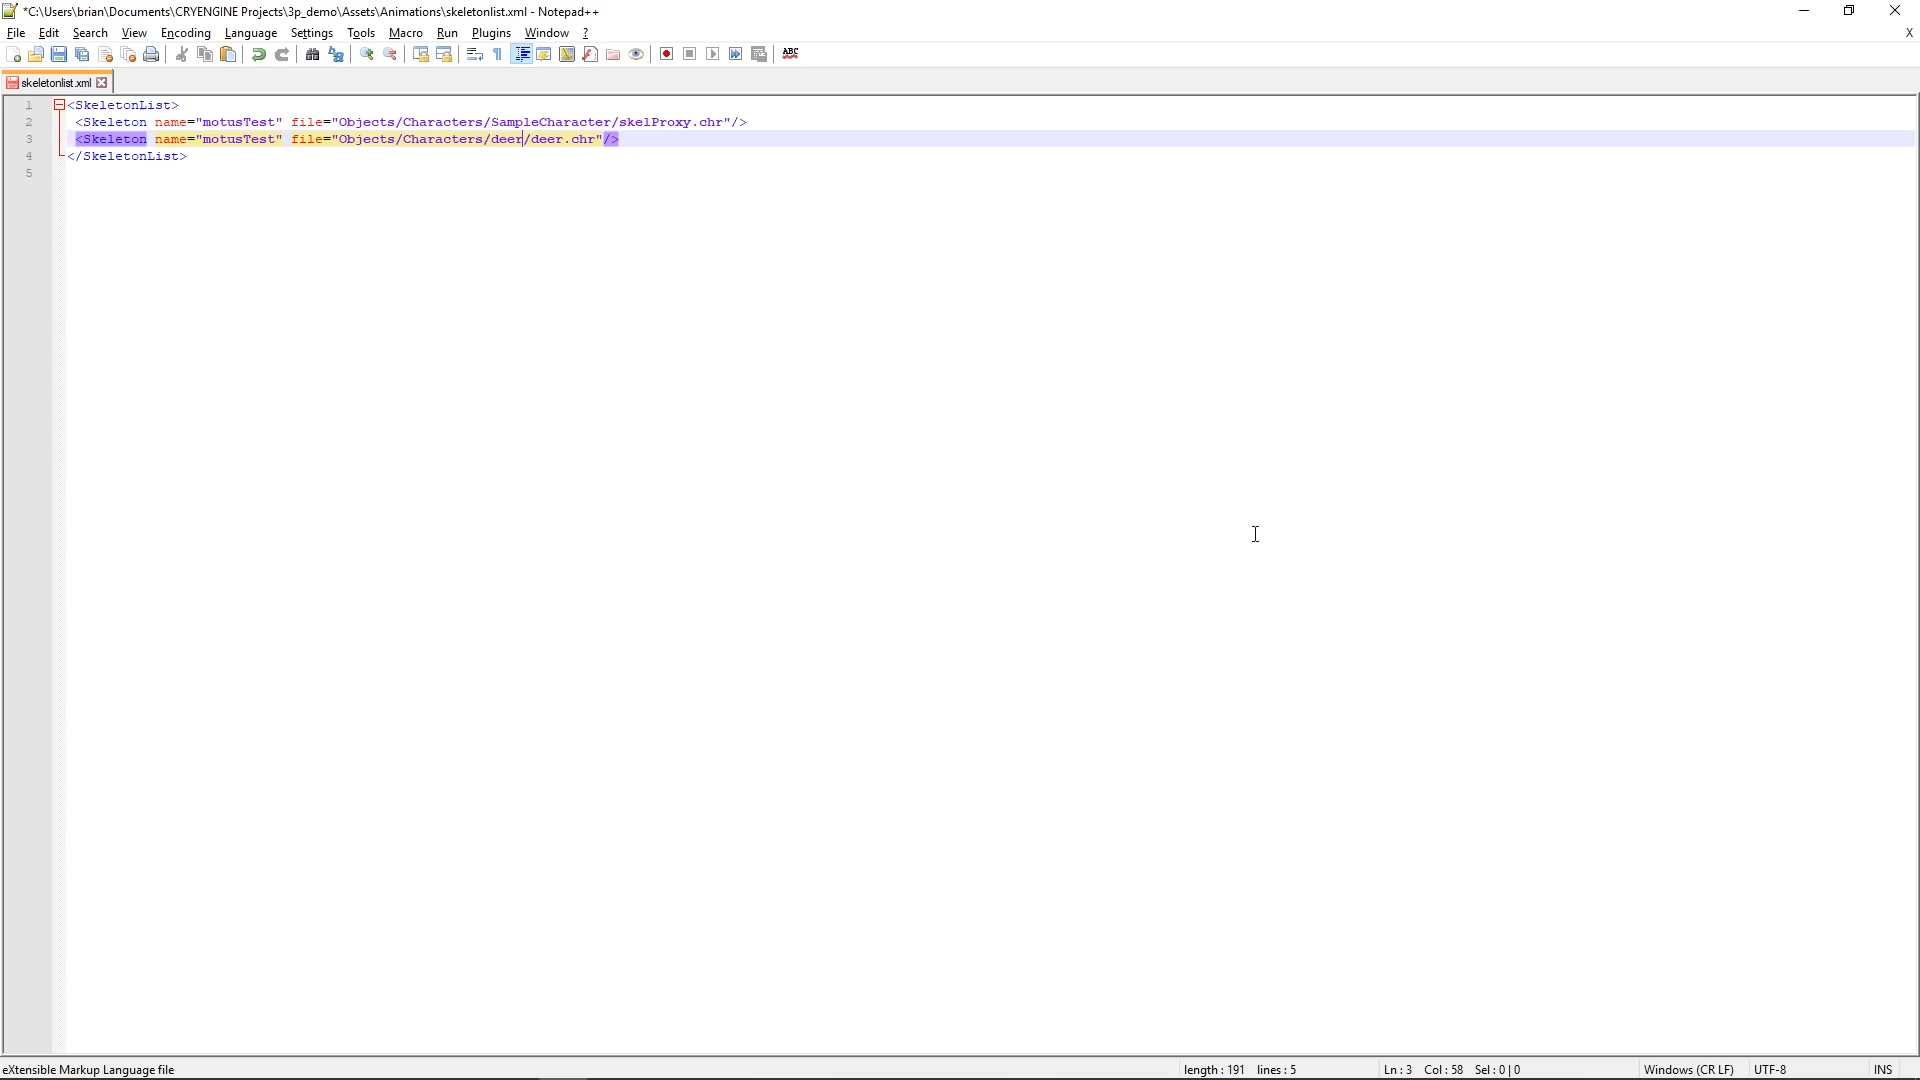 *C:\Users\brian\Documents\CRYENGINE Projects\3p_demo\Assets\Animations\skeletonlist.xml - Notepad++
File Edit Search View Encoding Language Settings Tools Macro Run Plugins Window ? X
ABC
skeletonlist.xml
1 <SkeletonList>
2 <Skeleton name="motusTest" file="Objects/Characters/SampleCharacter/skelProxy.chr"/>
3 <Skeleton name="motusTest" file="Objects/Characters/deer/deer.chr"/>
4 </SkeletonList>
5
eXtensible Markup Language file length : 191 lines : 5 Ln : 3 Col : 58 Sel : 0 | 0 Windows (CR LF) UTF-8 INS